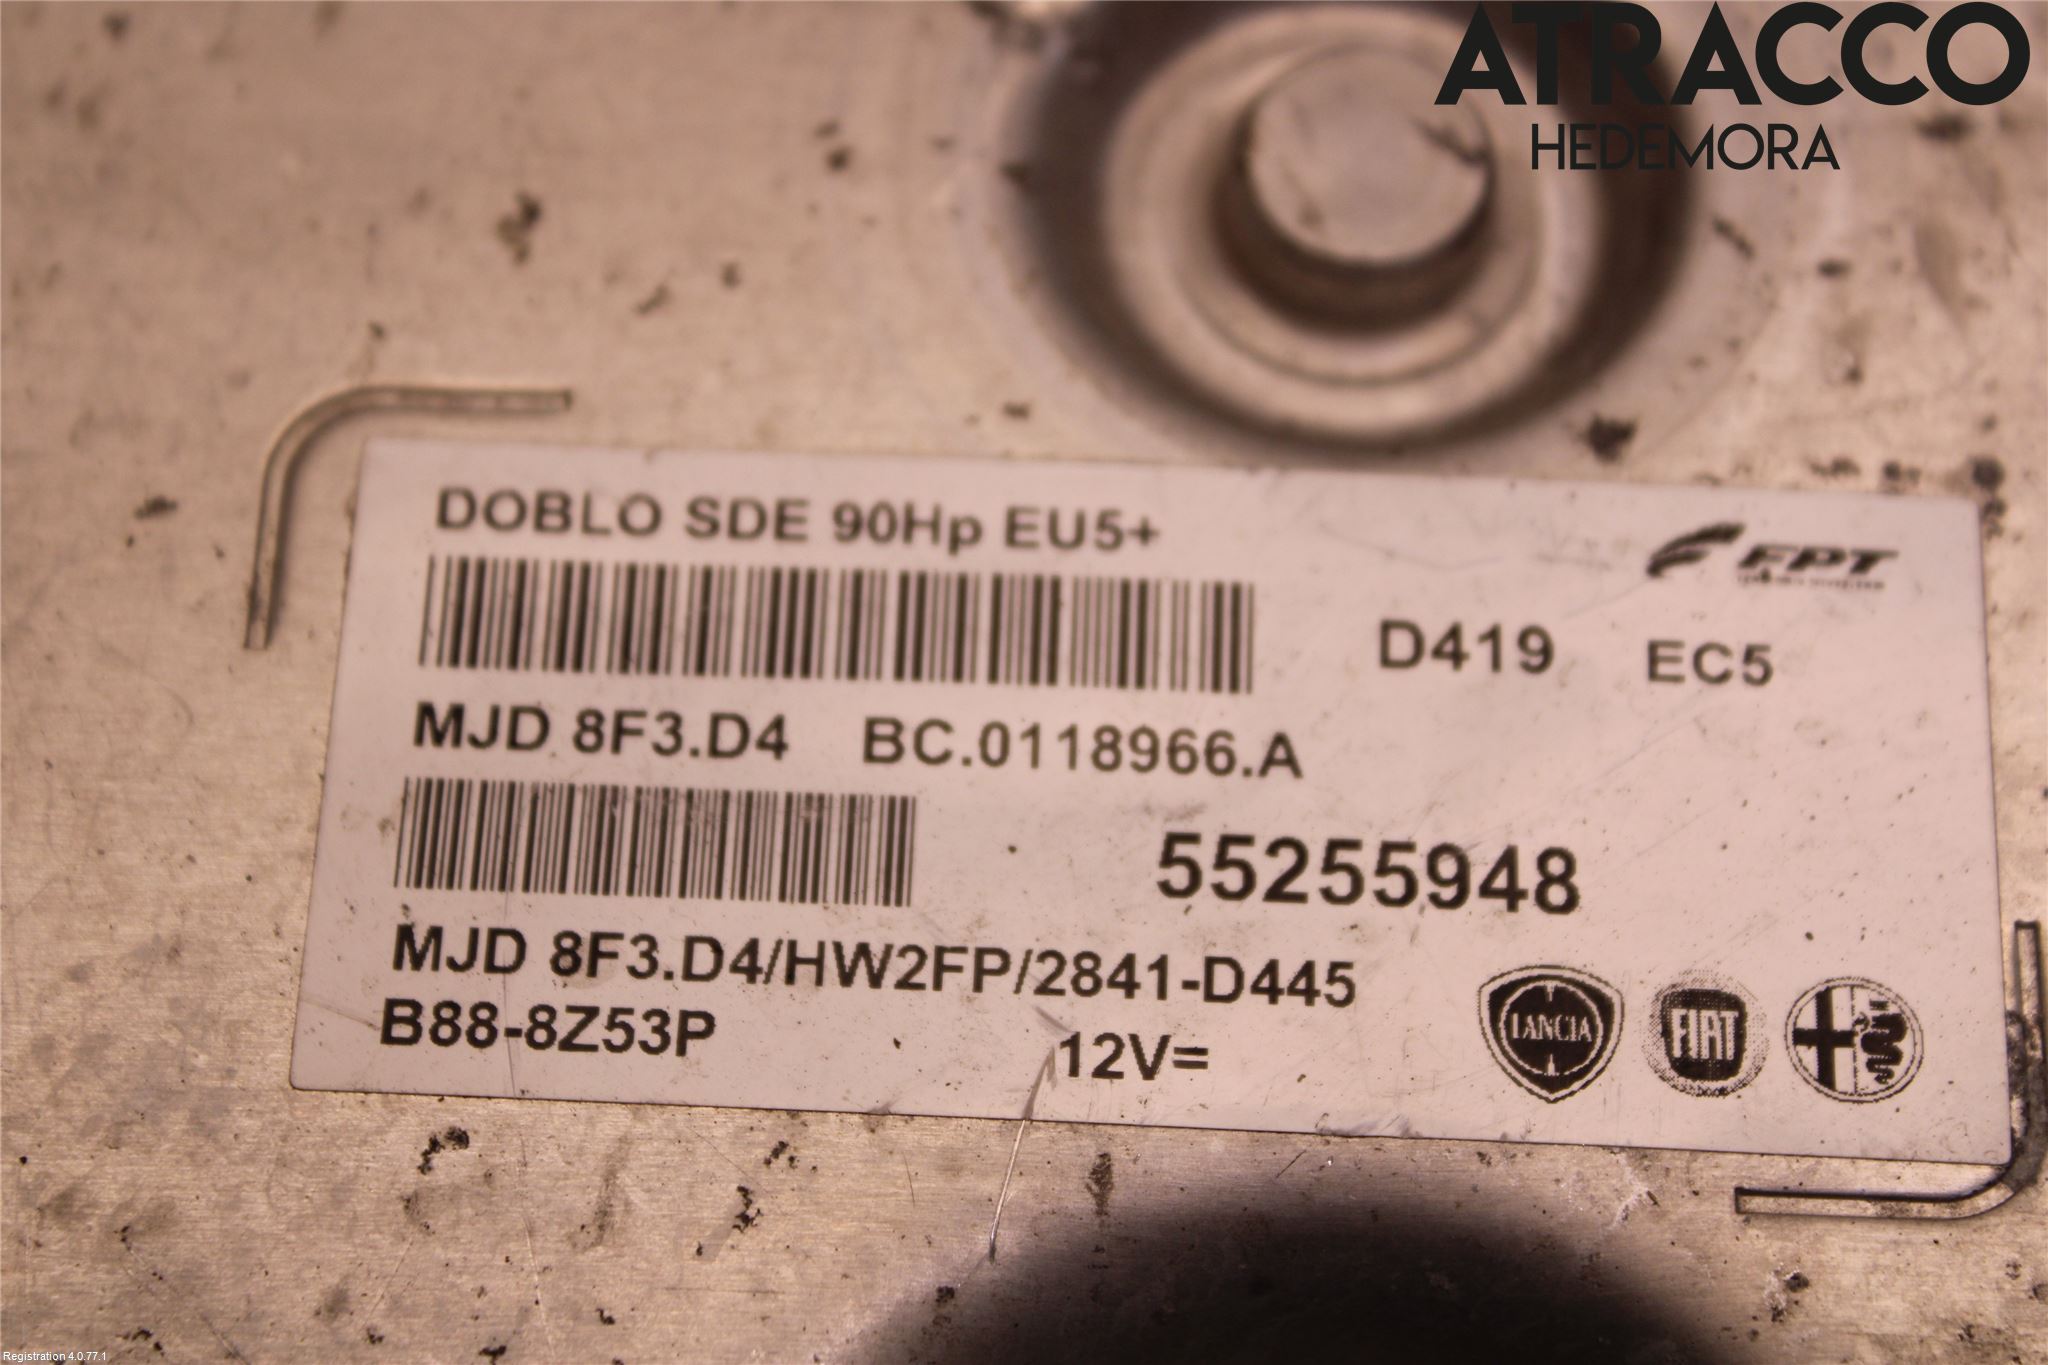 ATRACCO
HEDEMORA
DOBLO SDE 90Hp EU5+
FPT
D419 EC5
MJD 8F3.D4 BC.0118966.A
55255948
MJD 8F3.D4/HW2FP/2841-D445
B88-8Z53P
12V=
LANCIA
FIAT
Registration 4.0.77.1